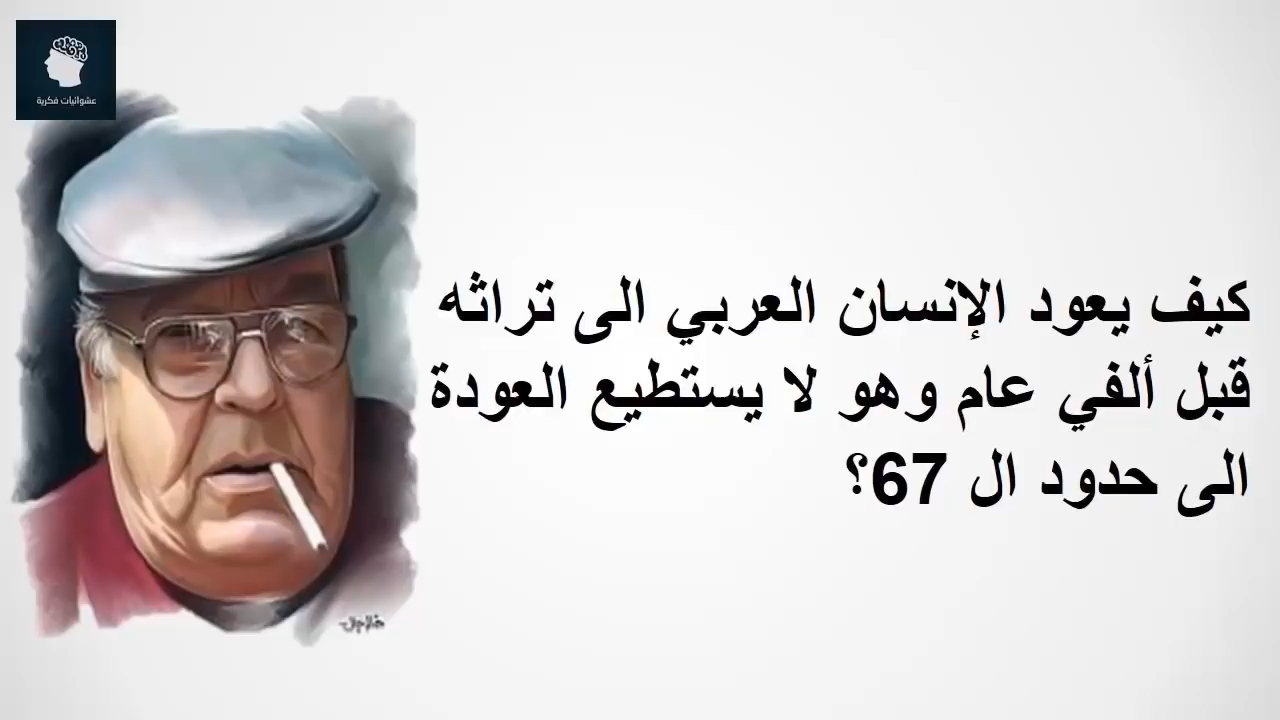 عشوائيات فكرية
كيف يعود الإنسان العربي الى تراثه
قبل ألفي عام وهو لا يستطيع العودة
الى حدود ال 67؟